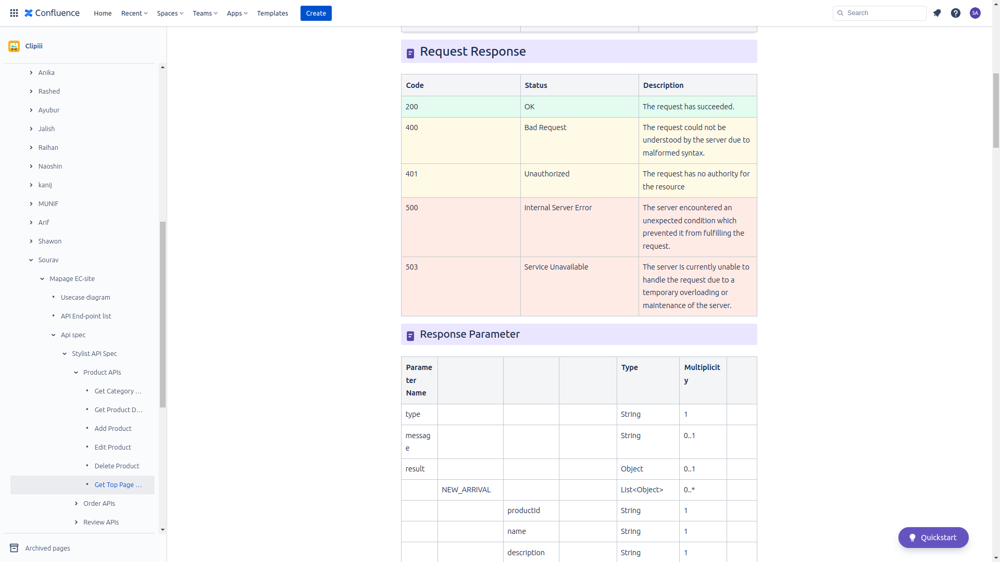 Confluence
Home
Recent
Spaces
Teams
Apps
Templates
Create
Search
SA
Clipiii
Anika
Rashed
Ayubur
Jalish
Raihan
Naoshin
kanij
MUNIF
Arif
Shawon
Sourav
Mapage EC-site
Usecase diagram
API End-point list
Api spec
Stylist API Spec
Product APIs
Get Category ...
Get Product D...
Add Product
Edit Product
Delete Product
Get Top Page ...
Order APIs
Review APIs
Archived pages
Request Response
Code Status Description
200 OK The request has succeeded.
400 Bad Request The request could not be
understood by the server due to
malformed syntax.
401 Unauthorized The request has no authority for
the resource
500 Internal Server Error The server encountered an
unexpected condition which
prevented it from fulfilling the
request.
503 Service Unavailable The server is currently unable to
handle the request due to a
temporary overloading or
maintenance of the server.
Response Parameter
Parame Type Multiplicit
ter y
Name
type String 1
messag String 0..1
e
result Object 0..1
NEW_ARRIVAL List<Object> 0..*
productId String 1
name String 1
description String 1
Quickstart